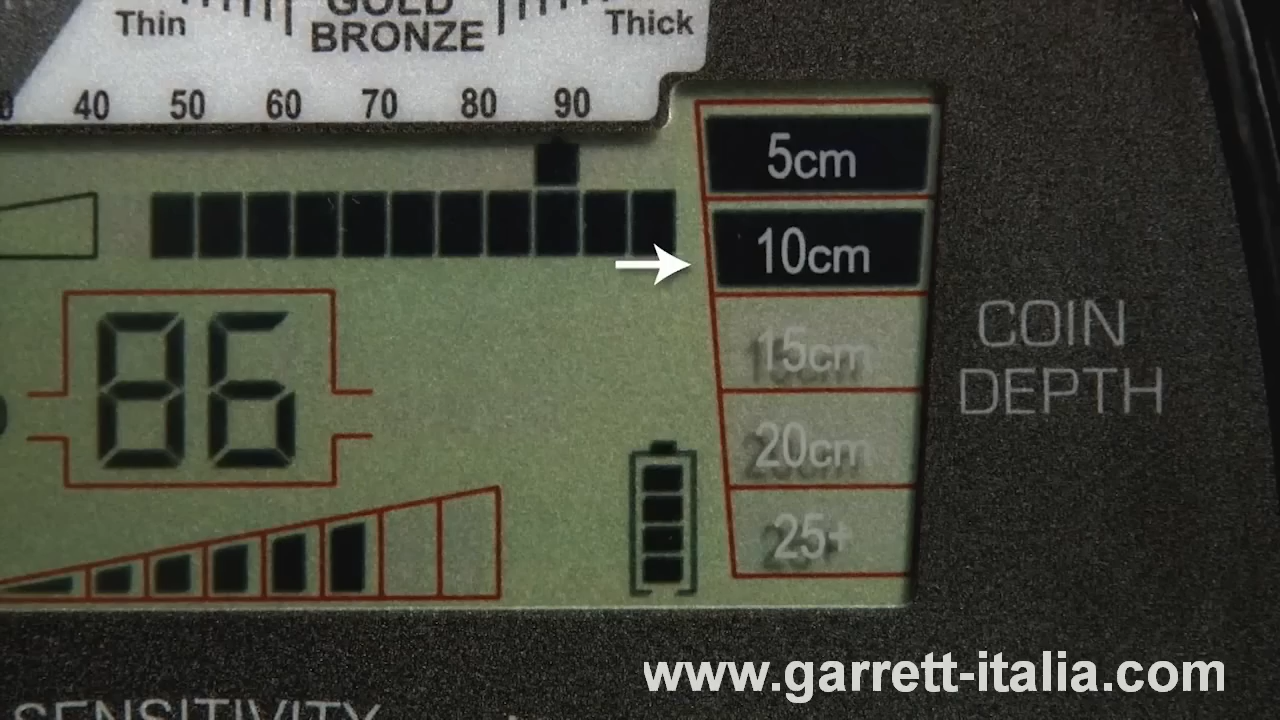 GOLD
Thin
BRONZE
Thick
40 50 60 70 80 90
5cm
10cm
15cm
20cm
25+
COIN
DEPTH
86
SENSITIVITY
www.garrett-italia.com